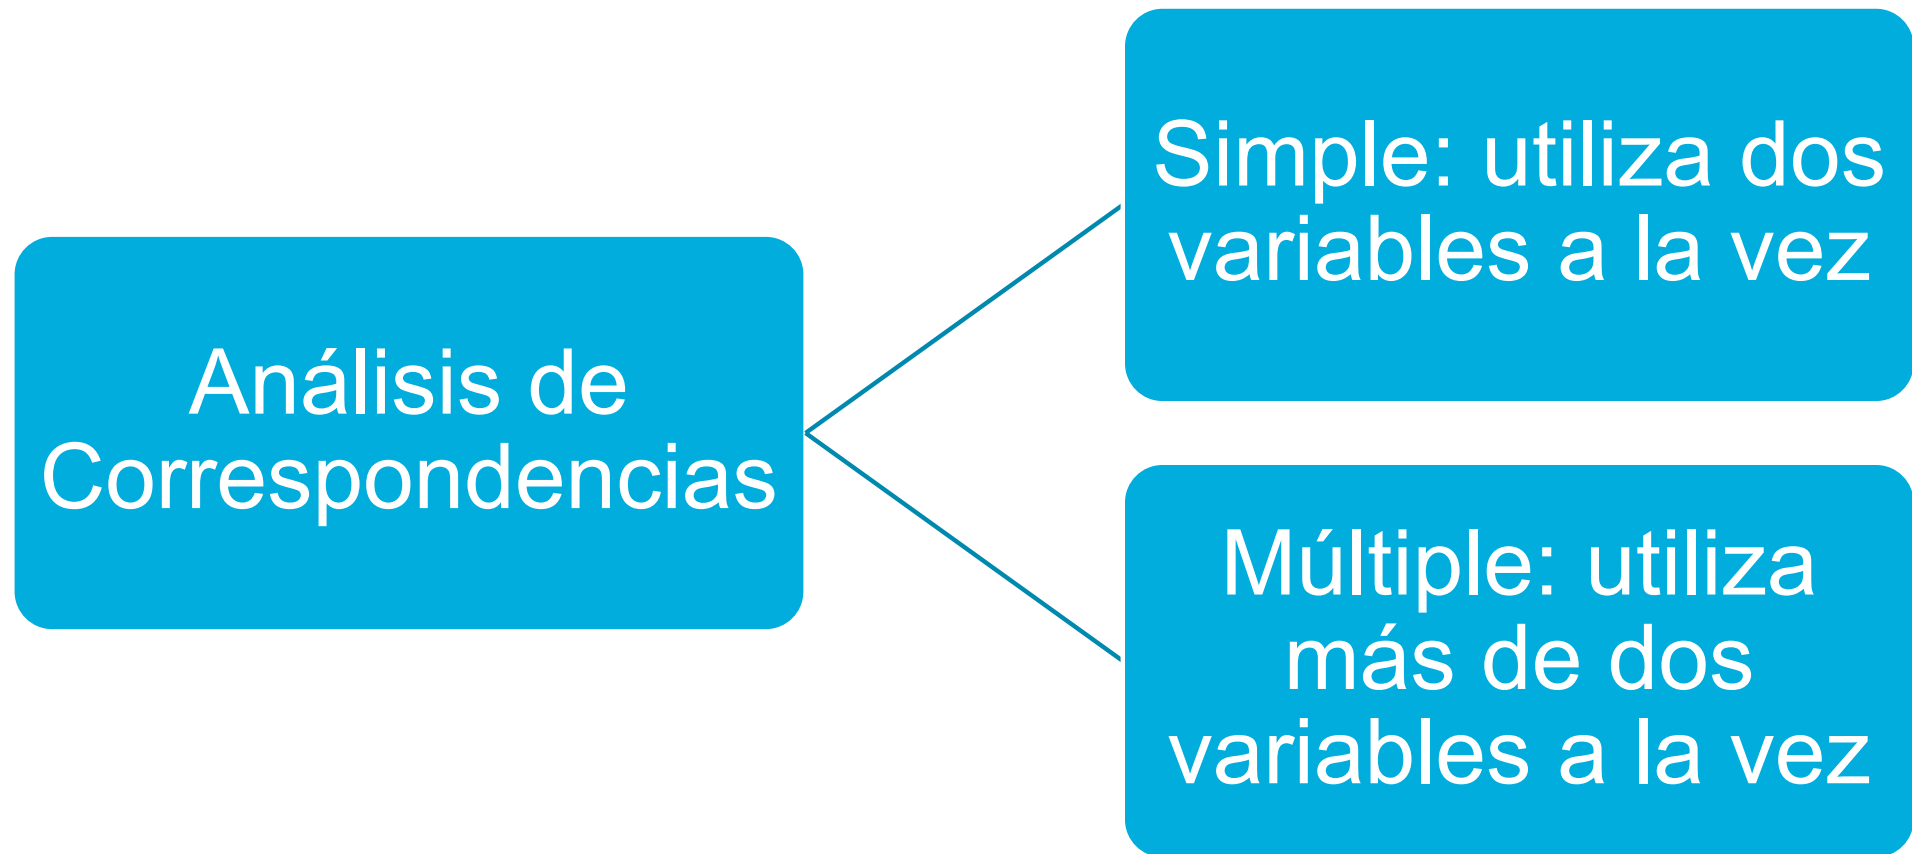 Análisis de
Correspondencias
Simple: utiliza dos
variables a la vez
Múltiple: utiliza
más de dos
variables a la vez